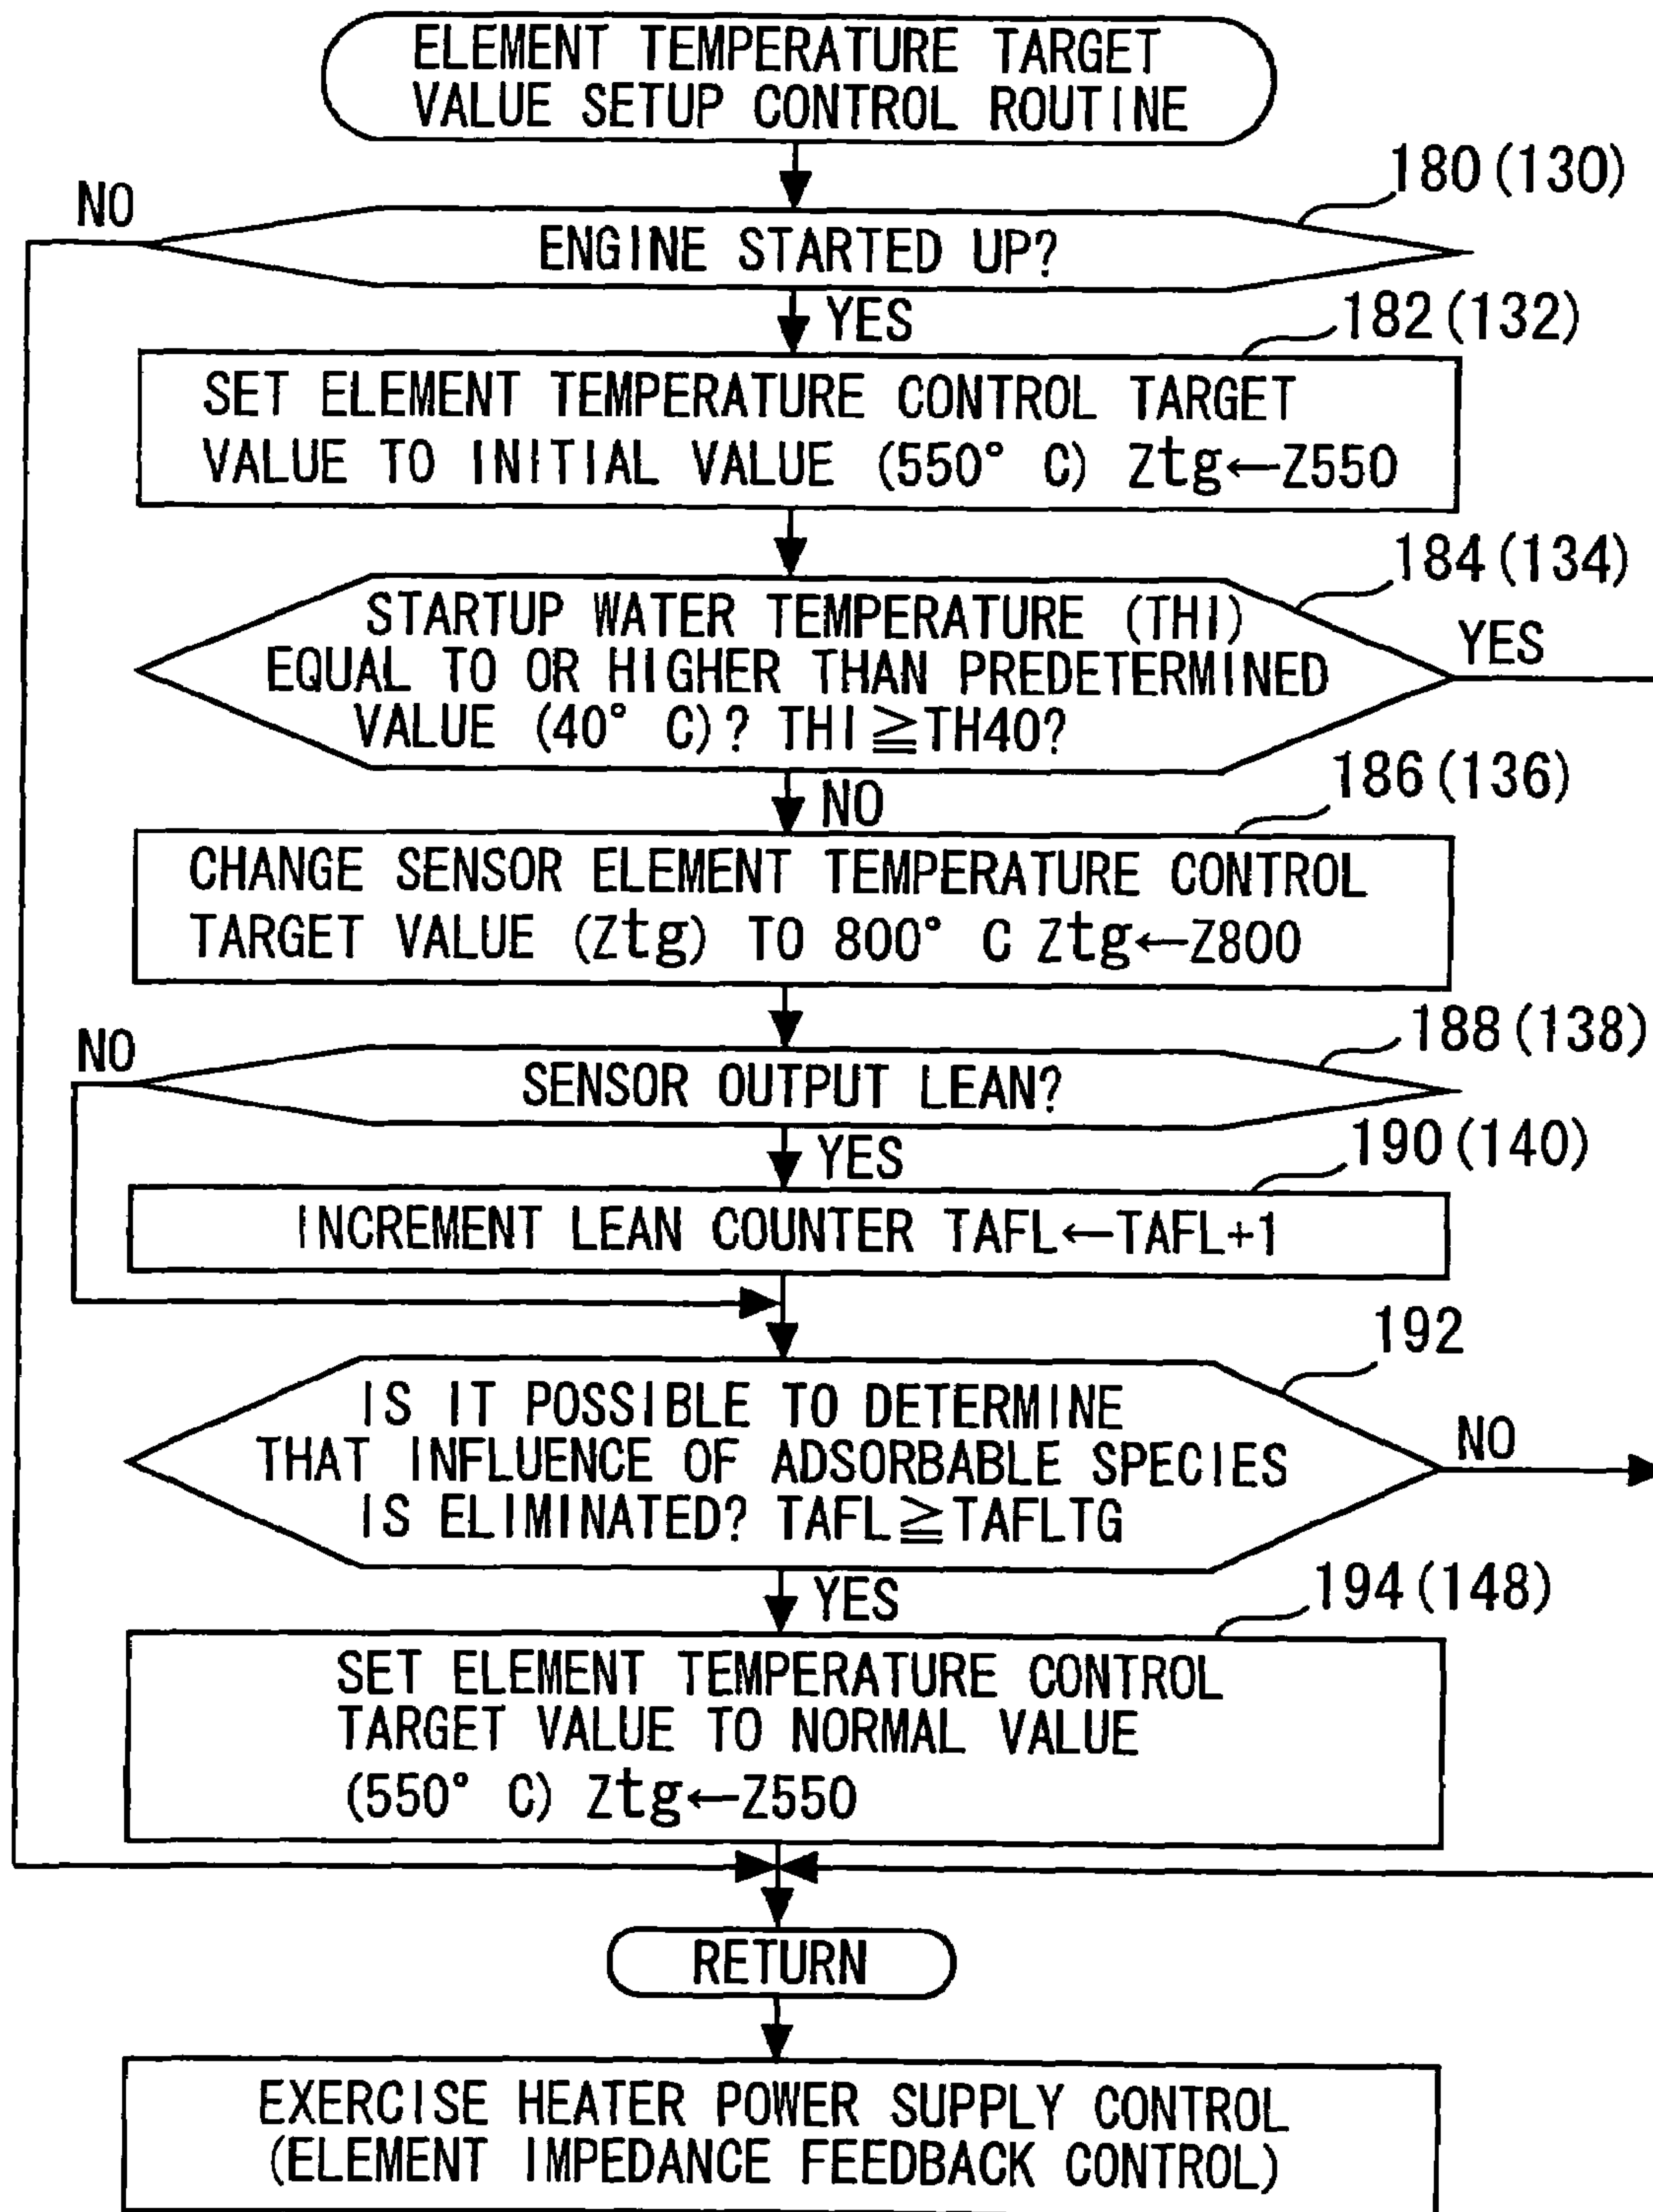 ELEMENT TEMPERATURE TARGET
VALUE SETUP CONTROL ROUTINE
180(130)
NO
ENGINE STARTED UP?
YES
182(132)
SET ELEMENT TEMPERATURE CONTROL TARGET
VALUE TO INITIAL VALUE (550° C) Ztg←Z550
184(134)
STARTUP WATER TEMPERATURE (THI)
EQUAL TO OR HIGHER THAN PREDETERMINED
VALUE (40° C)? THI≧TH40?
YES
NO
186(136)
CHANGE SENSOR ELEMENT TEMPERATURE CONTROL
TARGET VALUE (Ztg) TO 800° C Ztg←Z800
188(138)
NO
SENSOR OUTPUT LEAN?
YES
190(140)
INCREMENT LEAN COUNTER TAFL←TAFL+1
192
IS IT POSSIBLE TO DETERMINE
THAT INFLUENCE OF ADSORBABLE SPECIES
IS ELIMINATED? TAFL≧TAFLTG
NO
YES
194(148)
SET ELEMENT TEMPERATURE CONTROL
TARGET VALUE TO NORMAL VALUE
(550° C) Ztg←Z550
RETURN
EXERCISE HEATER POWER SUPPLY CONTROL
(ELEMENT IMPEDANCE FEEDBACK CONTROL)